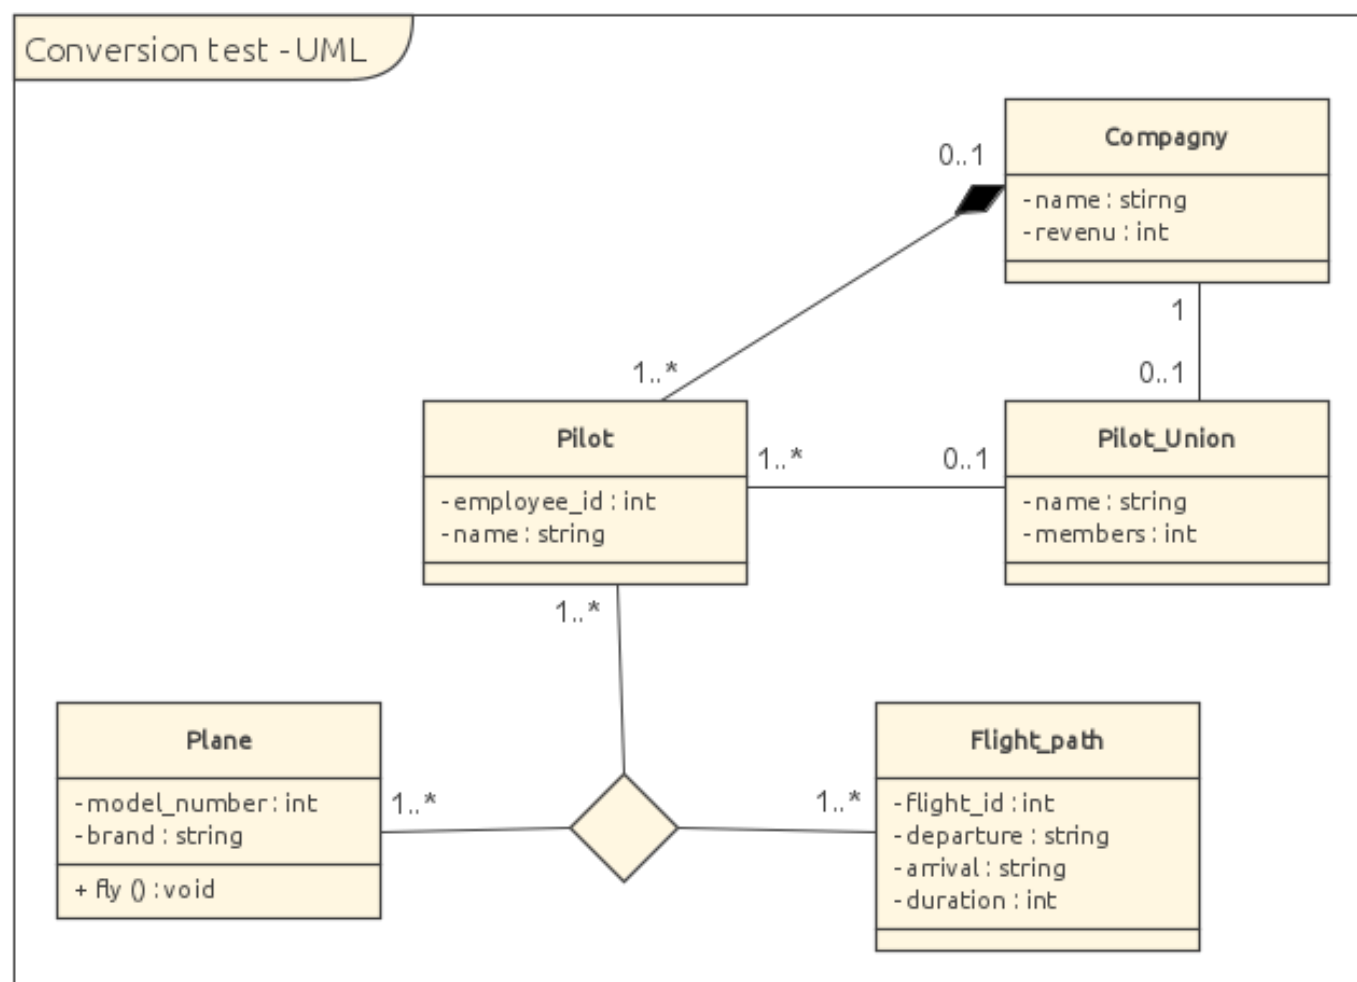 Conversion test - UML
Compagny
- name : stirng
- revenu : int
0..1
1
0..1
1..*
Pilot
- employee_id : int
- name : string
1..*
0..1
Pilot_Union
- name : string
- members : int
1..*
Plane
- model_number : int
- brand : string
+ fly () : void
1..*
1..*
Flight_path
- flight_id : int
- departure : string
- arrival : string
- duration : int